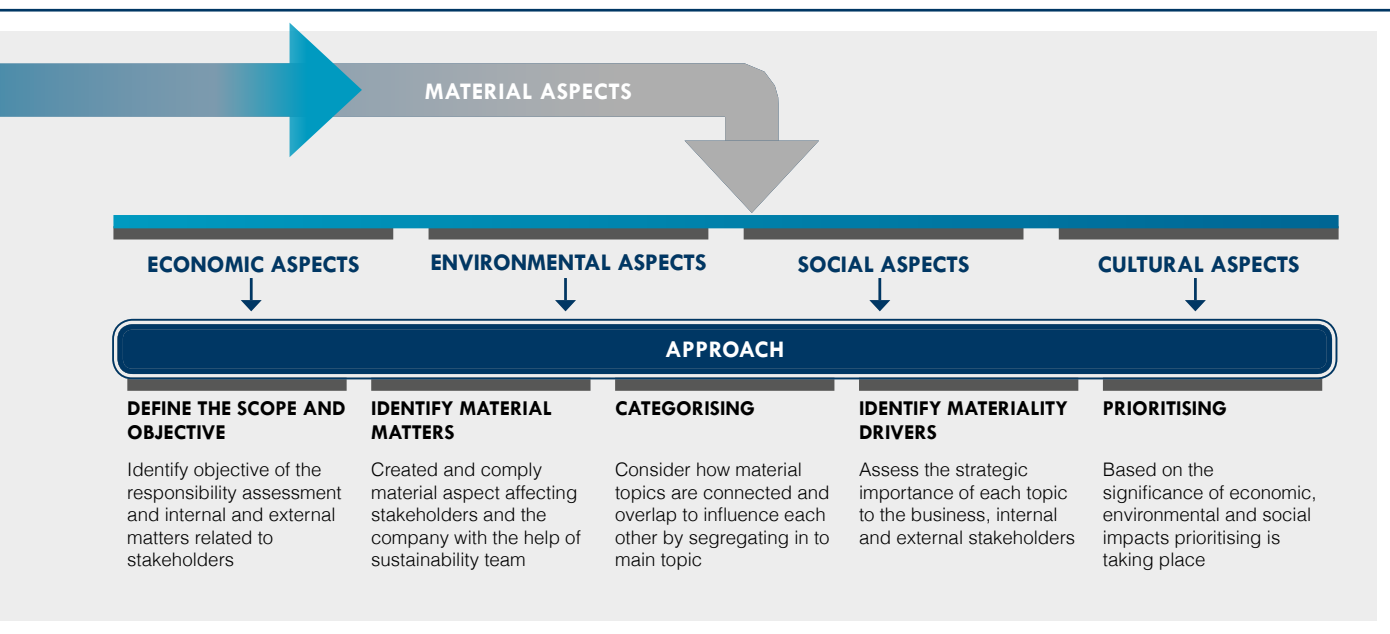 MATERIAL ASPECTS
ECONOMIC ASPECTS
ENVIRONMENTAL ASPECTS
SOCIAL ASPECTS
CULTURAL ASPECTS
APPROACH
DEFINE THE SCOPE AND
OBJECTIVE
Identify objective of the
responsibility assessment
and internal and external
matters related to
stakeholders
IDENTIFY MATERIAL
MATTERS
Created and comply
material aspect affecting
stakeholders and the
company with the help of
sustainability team
CATEGORISING
Consider how material
topics are connected and
overlap to influence each
other by segregating in to
main topic
IDENTIFY MATERIALITY
DRIVERS
Assess the strategic
importance of each topic
to the business, internal
and external stakeholders
PRIORITISING
Based on the
significance of economic,
environmental and social
impacts prioritising is
taking place